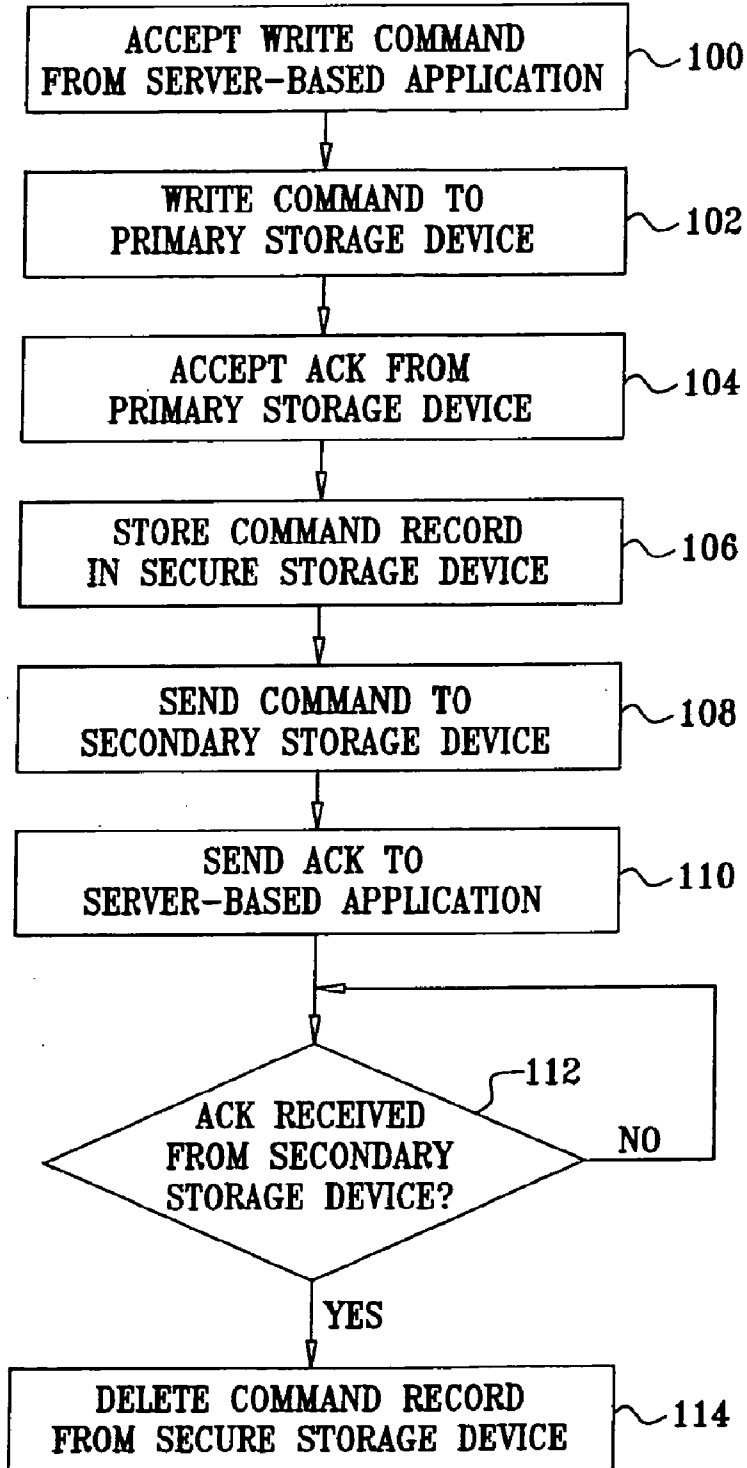 ACCEPT WRITE COMMAND
FROM SERVER-BASED APPLICATION
100
WRITE COMMAND TO
PRIMARY STORAGE DEVICE
102
ACCEPT ACK FROM
PRIMARY STORAGE DEVICE
104
STORE COMMAND RECORD
IN SECURE STORAGE DEVICE
106
SEND COMMAND TO
SECONDARY STORAGE DEVICE
108
SEND ACK TO
SERVER-BASED APPLICATION
110
112
ACK RECEIVED
FROM SECONDARY
STORAGE DEVICE?
NO
YES
DELETE COMMAND RECORD
FROM SECURE STORAGE DEVICE
114